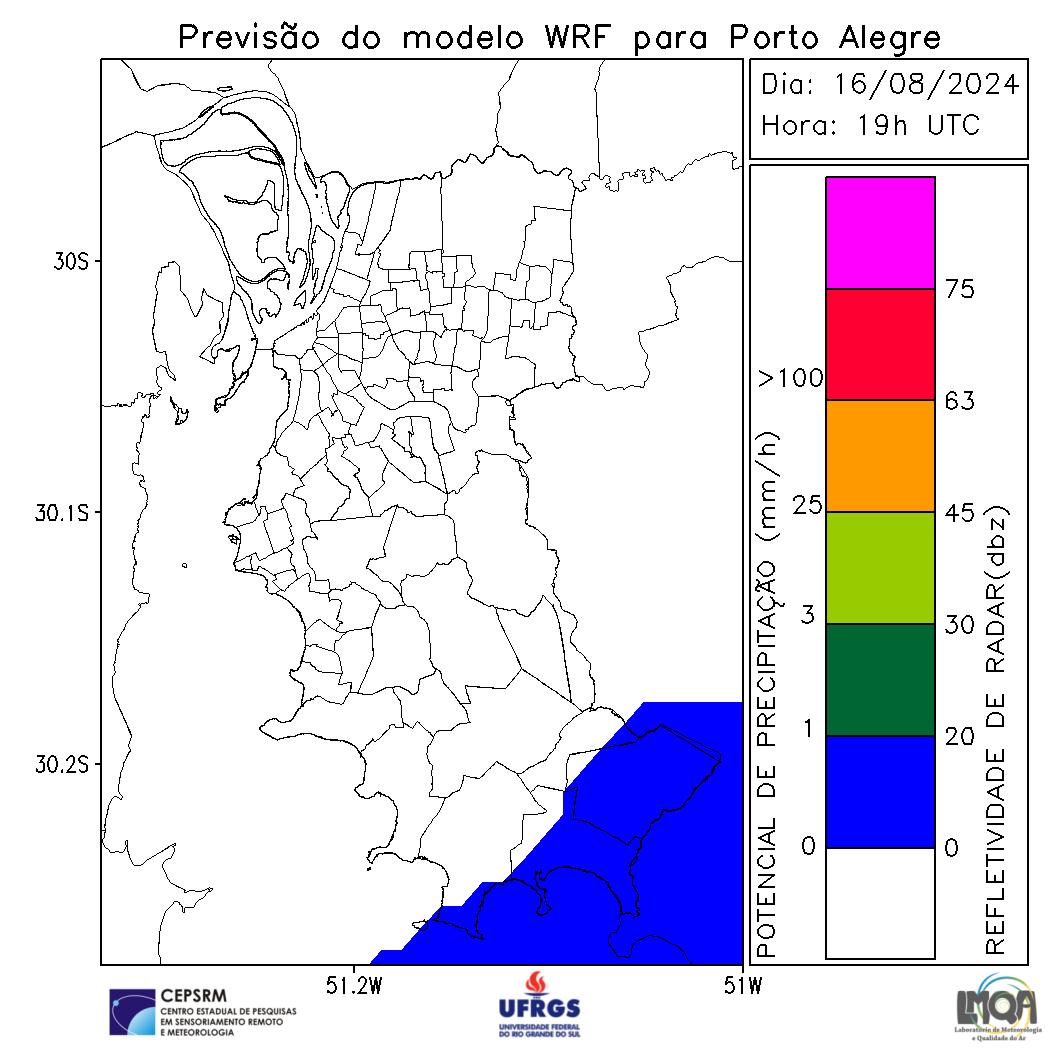 Previsão do modelo WRF para Porto Alegre
Dia: 16/08/2024
Hora: 19h UTC
30S
30.1S
30.2S
51.2W
51W
POTENCIAL DE PRECIPITAÇÃO (mm/h)
>100
25
3
1
0
75
63
45
30
20
0
REFLETIVIDADE DE RADAR(dbz)
CEPSRM
CENTRO ESTADUAL DE PESQUISAS
EM SENSORIAMENTO REMOTO
E METEOROLOGIA
UFRGS
UNIVERSIDADE FEDERAL
DO RIO GRANDE DO SUL
LMQA
Laboratório de Meteorologia
e Qualidade do Ar